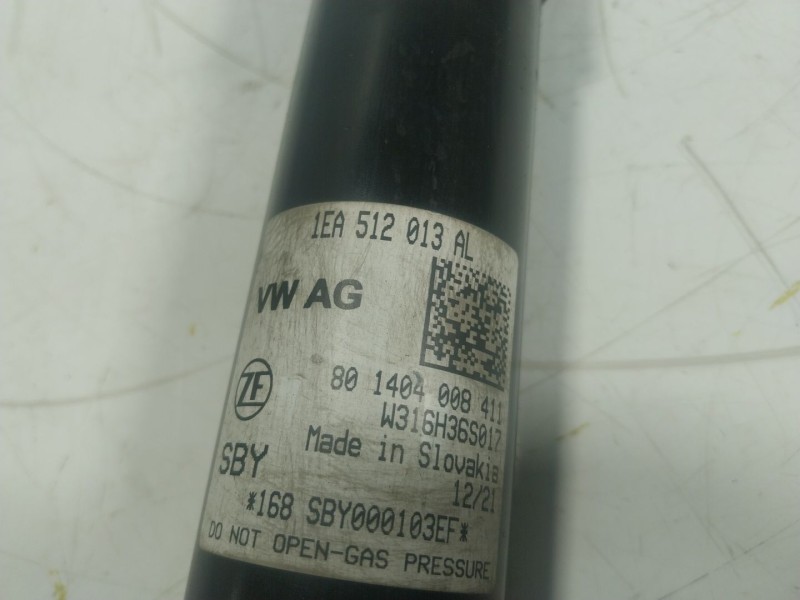 1EA 512 013 AL
VW AG
80 1404 008 411
W316H36S017
ZF
Made in Slovakia
SBY
12/21
*168 SBY000103EF*
DO NOT OPEN-GAS PRESSURE